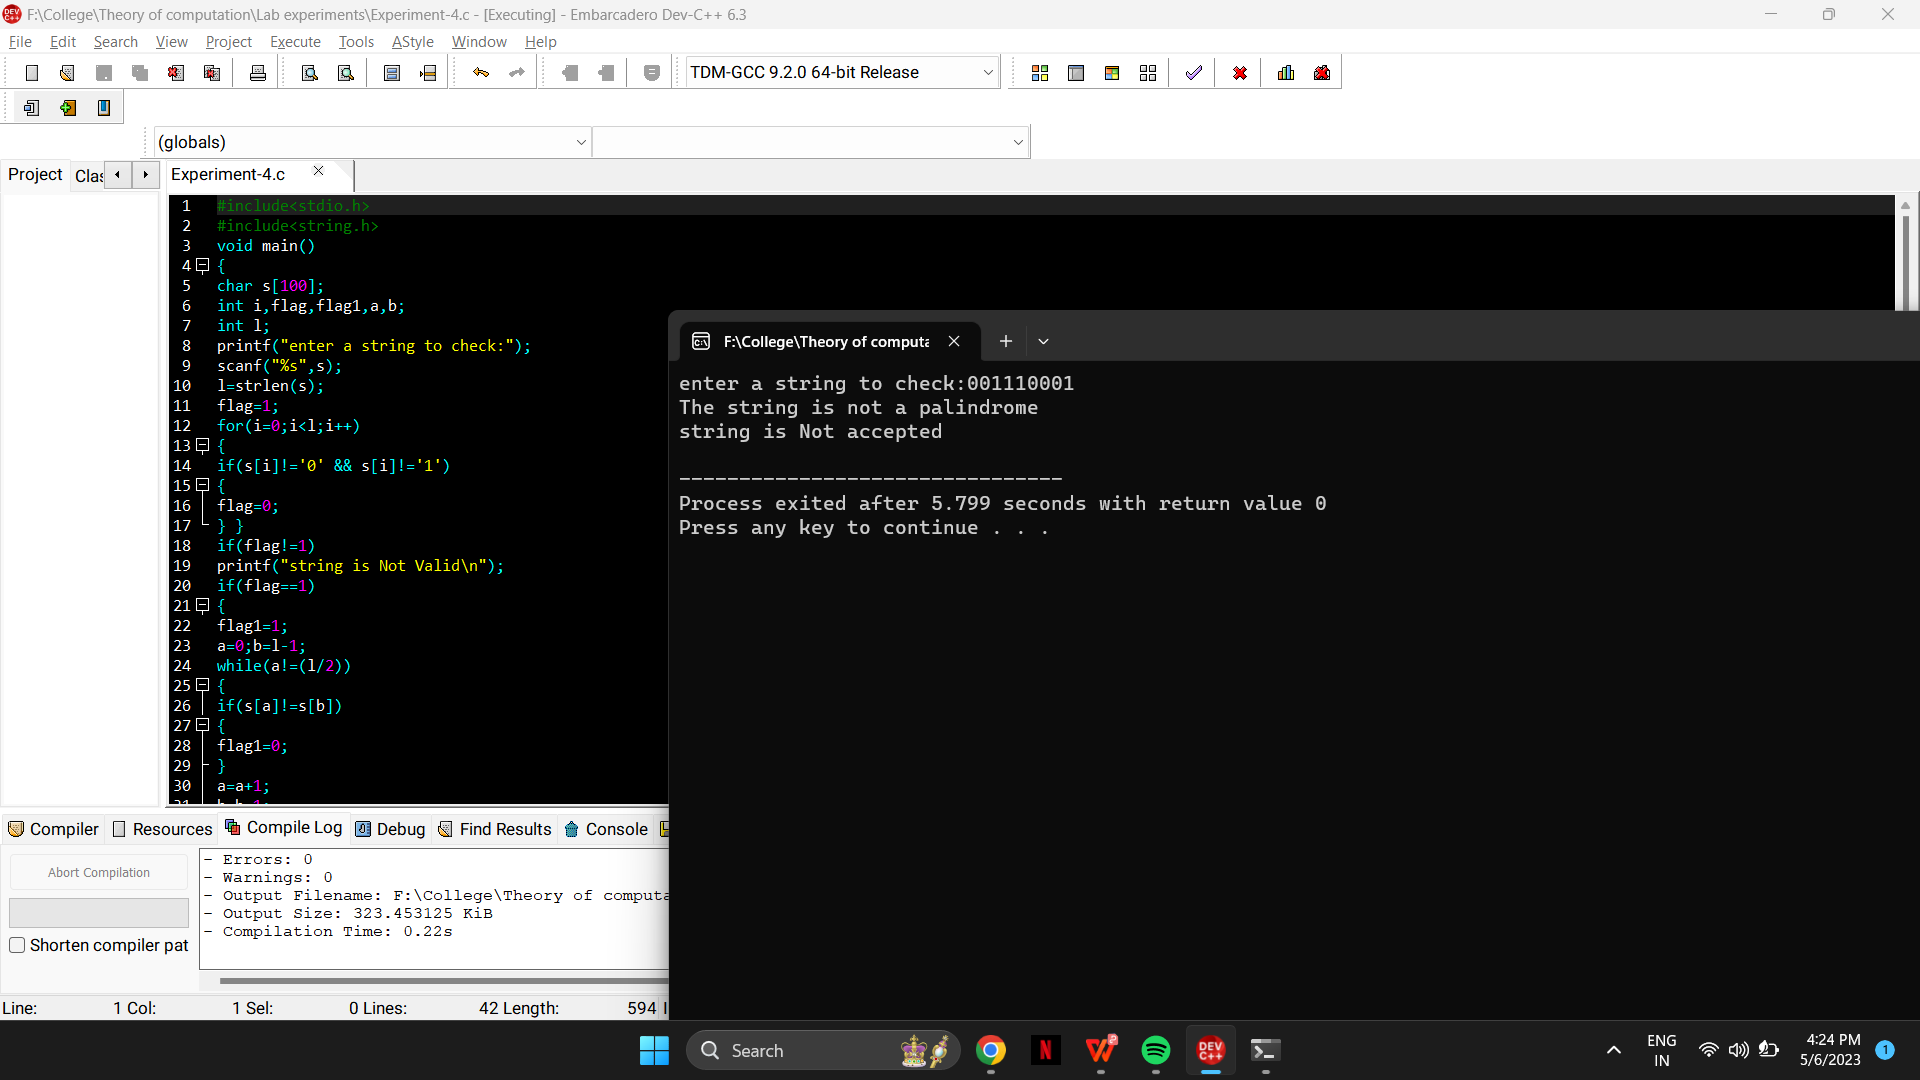 F:\College\Theory of computation\Lab experiments\Experiment-4.c - [Executing] - Embarcadero Dev-C++ 6.3
File Edit Search View Project Execute Tools AStyle Window Help
TDM-GCC 9.2.0 64-bit Release
(globals)
Project Clas
Experiment-4.c
1 #include<stdio.h>
2 #include<string.h>
3 void main()
4 {
5 char s[100];
6 int i,flag,flag1,a,b;
7 int l;
8 printf("enter a string to check:");
9 scanf("%s",s);
10 l=strlen(s);
11 flag=1;
12 for(i=0;i<l;i++)
13 {
14 if(s[i]!='0' && s[i]!='1')
15 {
16 flag=0;
17 } }
18 if(flag!=1)
19 printf("string is Not Valid\n");
20 if(flag==1)
21 {
22 flag1=1;
23 a=0;b=l-1;
24 while(a!=(l/2))
25 {
26 if(s[a]!=s[b])
27 {
28 flag1=0;
29 }
30 a=a+1;
F:\College\Theory of computa
enter a string to check:001110001
The string is not a palindrome
string is Not accepted
--------------------------------
Process exited after 5.799 seconds with return value 0
Press any key to continue . . .
Compiler Resources Compile Log Debug Find Results Console
Abort Compilation
Shorten compiler pat
- Errors: 0
- Warnings: 0
- Output Filename: F:\College\Theory of computa
- Output Size: 323.453125 KiB
- Compilation Time: 0.22s
Line: 1 Col: 1 Sel: 0 Lines: 42 Length: 594
Search
DEV C++
ENG
IN
4:24 PM
5/6/2023
1